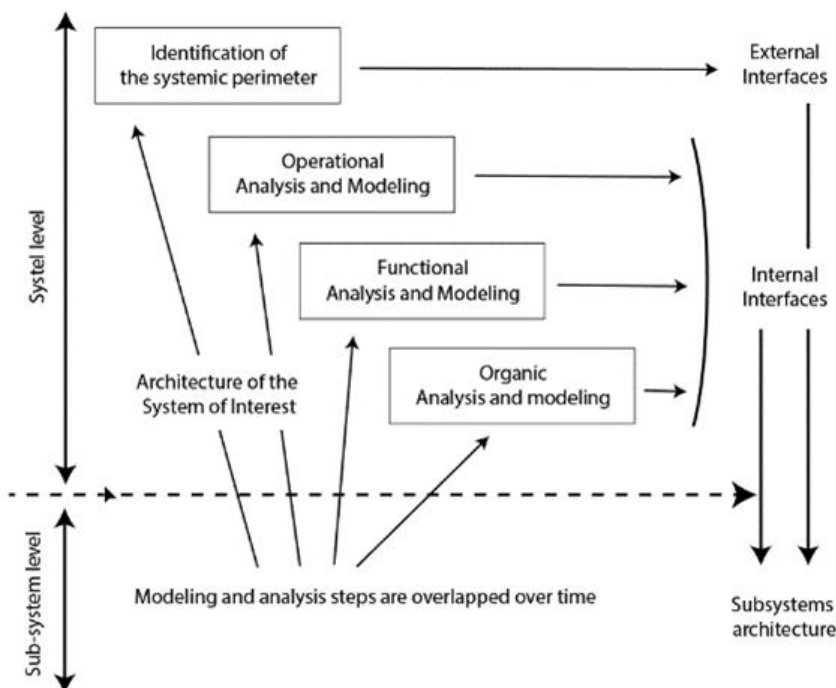 Identification of
the systemic perimeter
External
Interfaces
Operational
Analysis and Modeling
Functional
Analysis and Modeling
Internal
Interfaces
Organic
Analysis and modeling
Architecture of the
System of Interest
Systel level
Sub-system level
Modeling and analysis steps are overlapped over time
Subsystems
architecture